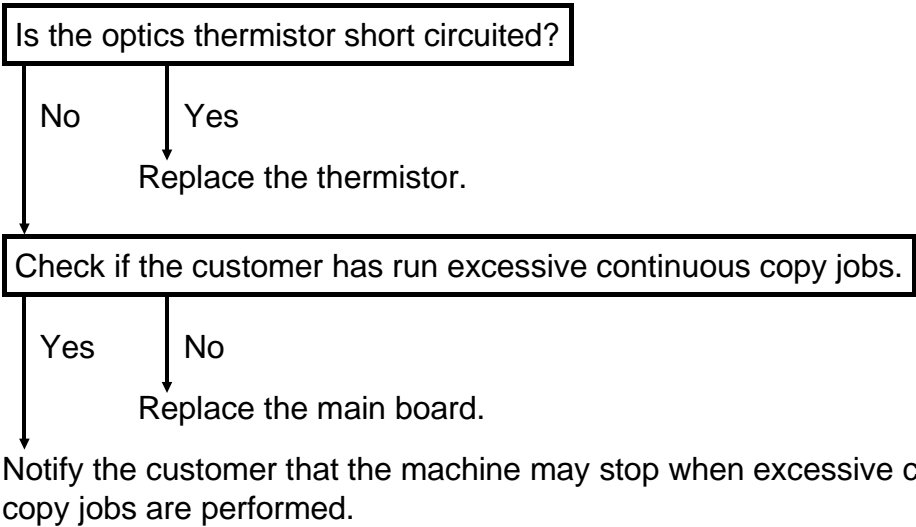 Is the optics thermistor short circuited?
No
Yes
Replace the thermistor.
Check if the customer has run excessive continuous copy jobs.
Yes
No
Replace the main board.
Notify the customer that the machine may stop when excessive
copy jobs are performed.